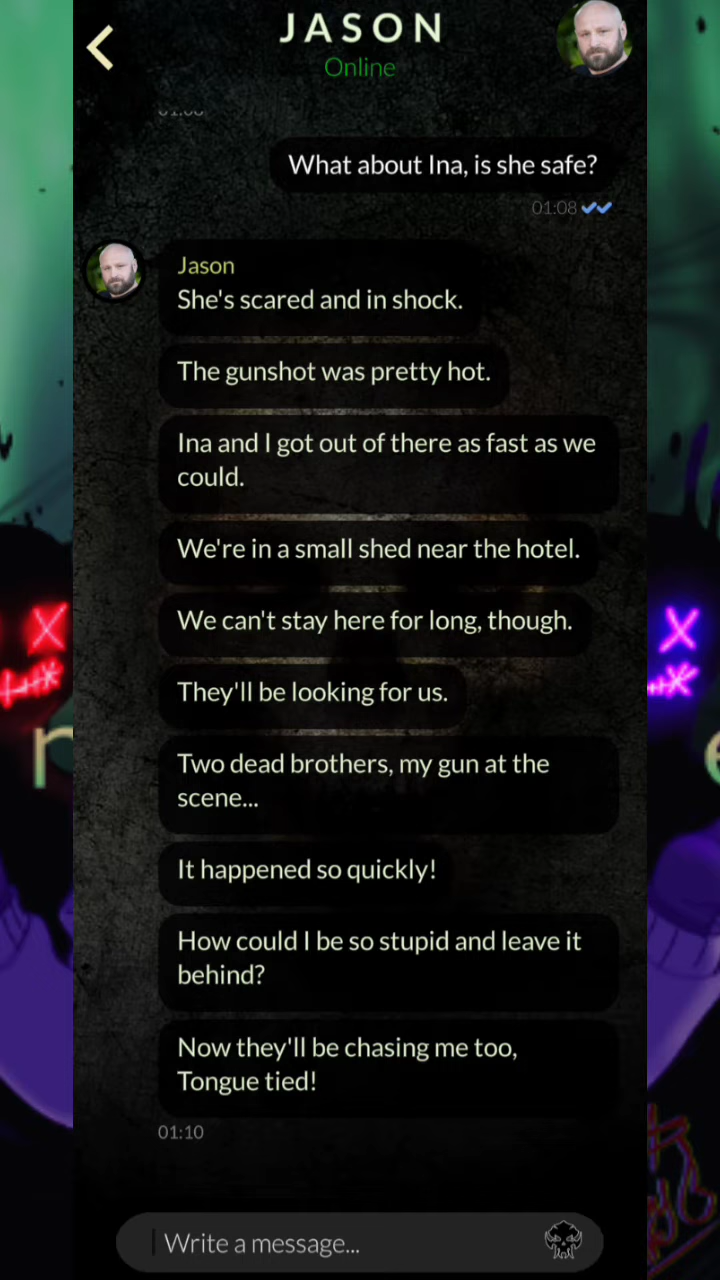 JASON
Online
What about Ina, is she safe?
01:08
Jason
She's scared and in shock.
The gunshot was pretty hot.
Ina and I got out of there as fast as we
could.
We're in a small shed near the hotel.
We can't stay here for long, though.
They'll be looking for us.
Two dead brothers, my gun at the
scene...
It happened so quickly!
How could I be so stupid and leave it
behind?
Now they'll be chasing me too,
Tongue tied!
01:10
Write a message...